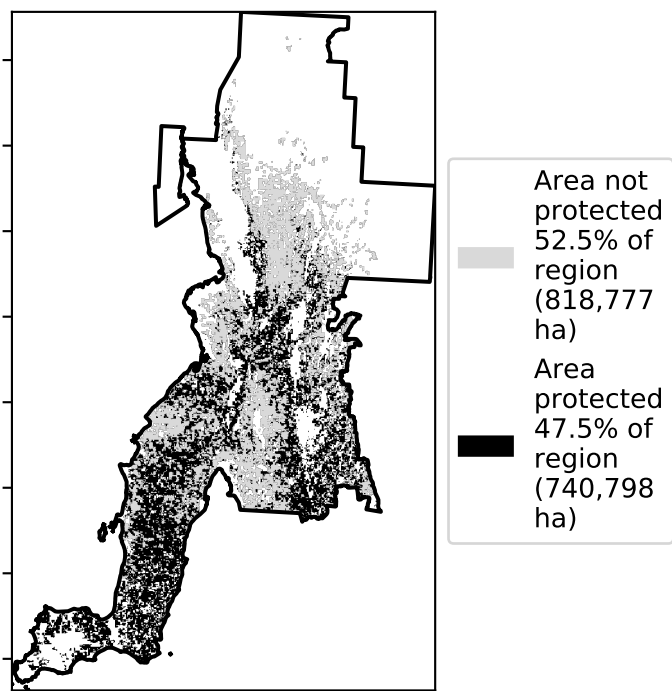 Area not
protected
52.5% of
region
(818,777
ha)
Area
protected
47.5% of
region
(740,798
ha)